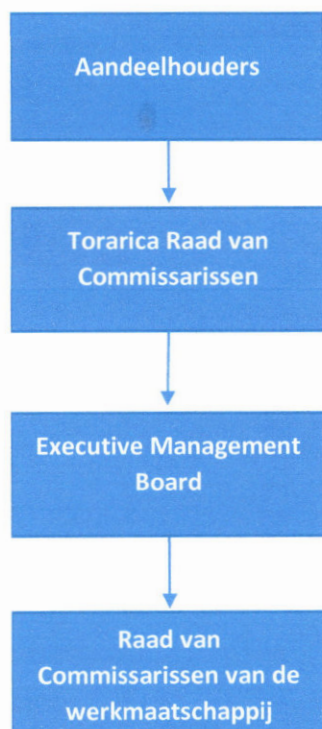 Aandeelhouders
Torarica Raad van
Commissarissen
Executive Management
Board
Raad van
Commissarissen van de
werkmaatschappij